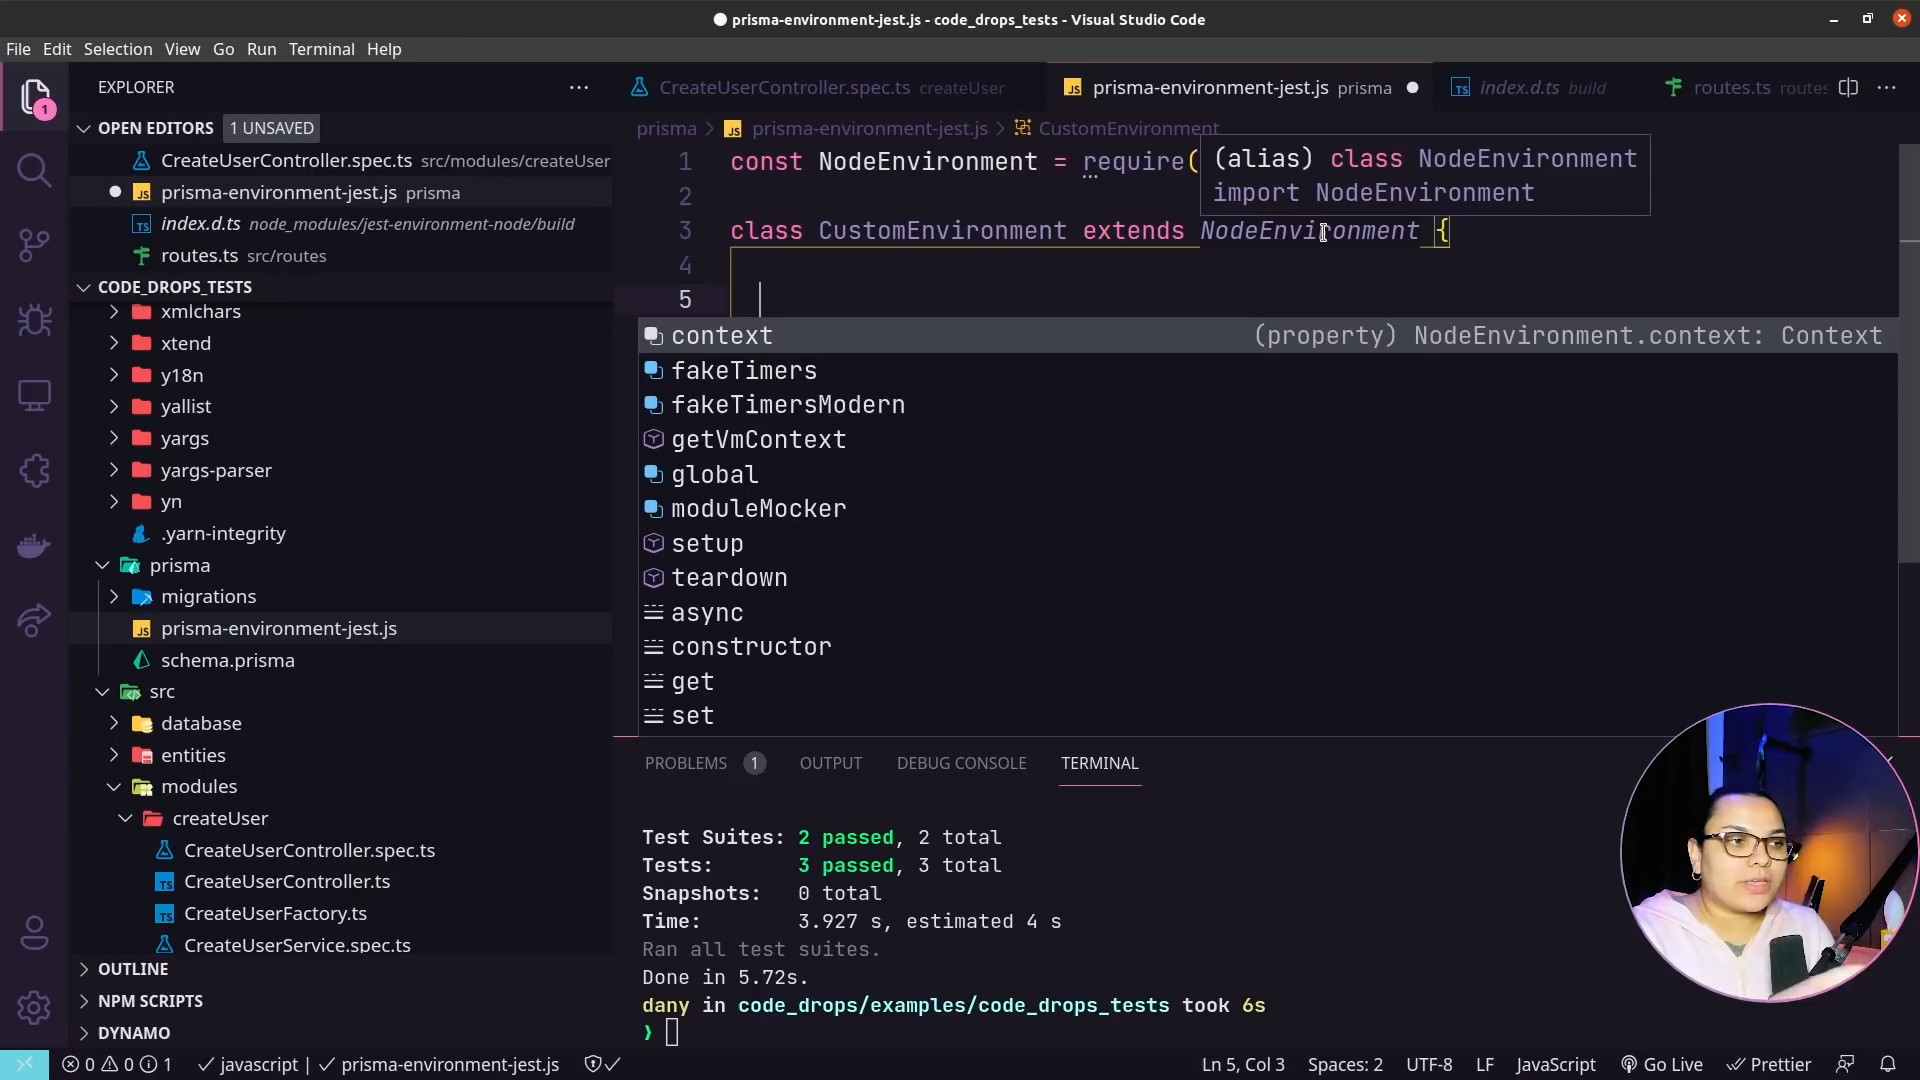 prisma-environment-jest.js - code_drops_tests - Visual Studio Code
File Edit Selection View Go Run Terminal Help
EXPLORER
1
OPEN EDITORS 1 UNSAVED
CreateUserController.spec.ts src/modules/createUser
prisma-environment-jest.js prisma
index.d.ts node_modules/jest-environment-node/build
routes.ts src/routes
CODE_DROPS_TESTS
xmlchars
xtend
y18n
yallist
yargs
yargs-parser
yn
.yarn-integrity
prisma
migrations
prisma-environment-jest.js
schema.prisma
src
database
entities
modules
createUser
CreateUserController.spec.ts
CreateUserController.ts
CreateUserFactory.ts
CreateUserService.spec.ts
OUTLINE
NPM SCRIPTS
DYNAMO
CreateUserController.spec.ts createUser
prisma-environment-jest.js prisma
index.d.ts build
routes.ts routes
prisma > prisma-environment-jest.js > CustomEnvironment
1 const NodeEnvironment = require(
(alias) class NodeEnvironment
import NodeEnvironment
2
3 class CustomEnvironment extends NodeEnvironment {
4
5
context (property) NodeEnvironment.context: Context
fakeTimers
fakeTimersModern
getVmContext
global
moduleMocker
setup
teardown
async
constructor
get
set
PROBLEMS 1 OUTPUT DEBUG CONSOLE TERMINAL
Test Suites: 2 passed, 2 total
Tests: 3 passed, 3 total
Snapshots: 0 total
Time: 3.927 s, estimated 4 s
Ran all test suites.
Done in 5.72s.
dany in code_drops/examples/code_drops_tests took 6s
❯
0 0 1 javascript | prisma-environment-jest.js
Ln 5, Col 3 Spaces: 2 UTF-8 LF JavaScript Go Live Prettier